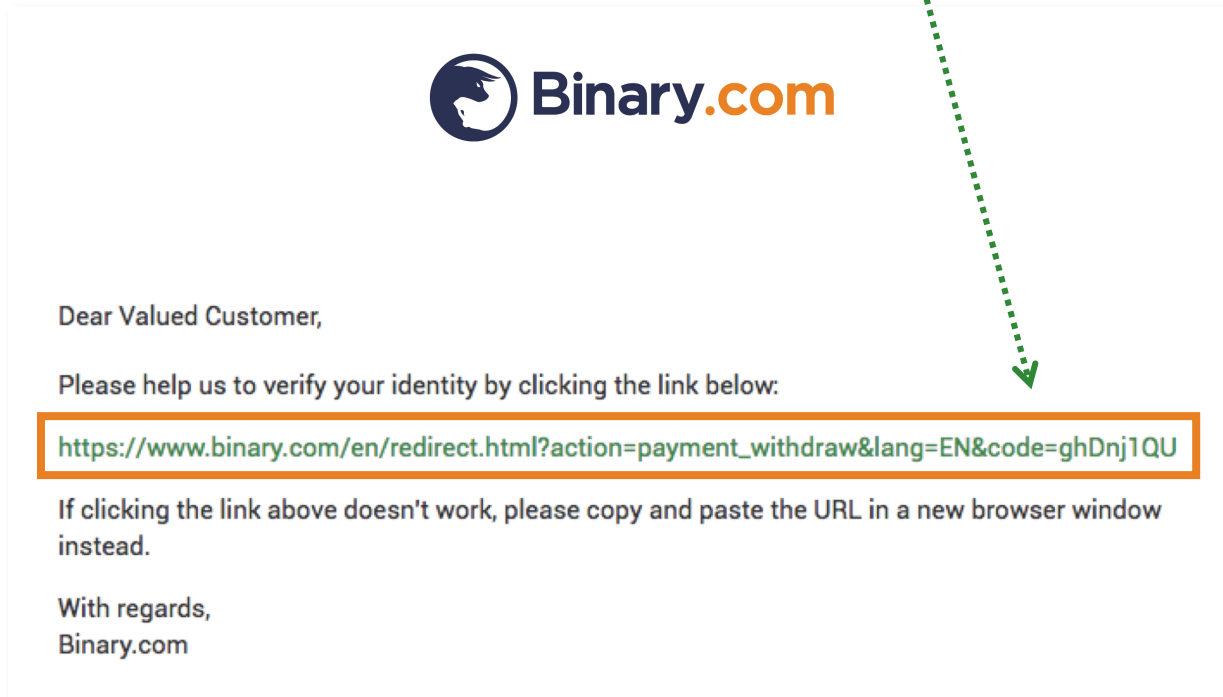 Binary.com
Dear Valued Customer,
Please help us to verify your identity by clicking the link below:
https://www.binary.com/en/redirect.html?action=payment_withdraw&lang=EN&code=ghDnj1QU
If clicking the link above doesn't work, please copy and paste the URL in a new browser window
instead.
With regards,
Binary.com